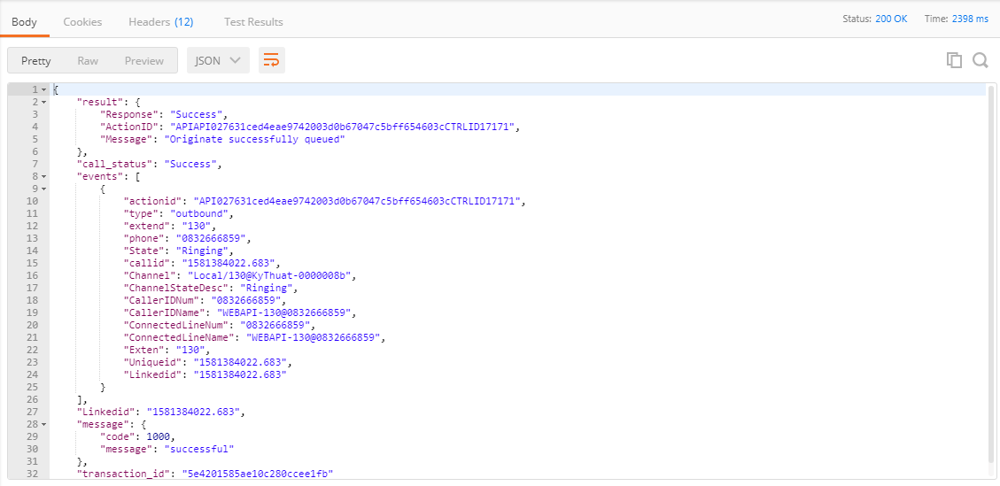 Body Cookies Headers (12) Test Results Status: 200 OK Time: 2398 ms
Pretty Raw Preview JSON
1 {
2 "result": {
3 "Response": "Success",
4 "ActionID": "APIAPI027631ced4eae9742003d0b67047c5bff654603cCTRLID17171",
5 "Message": "Originate successfully queued"
6 },
7 "call_status": "Success",
8 "events": [
9 {
10 "actionid": "API027631ced4eae9742003d0b67047c5bff654603cCTRLID17171",
11 "type": "outbound",
12 "extend": "130",
13 "phone": "0832666859",
14 "State": "Ringing",
15 "callid": "1581384022.683",
16 "Channel": "Local/130@KyThuat-0000008b",
17 "ChannelStateDesc": "Ringing",
18 "CallerIDNum": "0832666859",
19 "CallerIDName": "WEBAPI-130@0832666859",
20 "ConnectedLineNum": "0832666859",
21 "ConnectedLineName": "WEBAPI-130@0832666859",
22 "Exten": "130",
23 "Uniqueid": "1581384022.683",
24 "Linkedid": "1581384022.683"
25 }
26 ],
27 "Linkedid": "1581384022.683",
28 "message": {
29 "code": 1000,
30 "message": "successful"
31 },
32 "transaction_id": "5e4201585ae10c280ccee1fb"